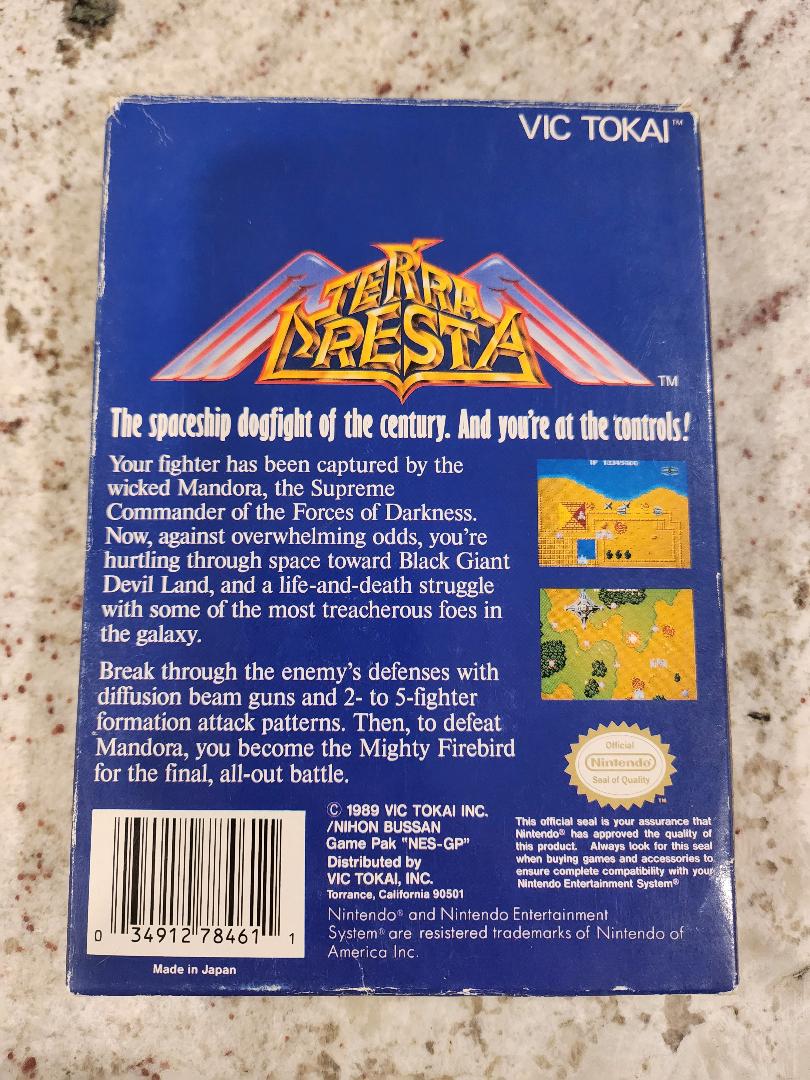 VIC TOKAI™
TERRA
CRESTA
™
The spaceship dogfight of the century. And you're at the controls!
Your fighter has been captured by the
wicked Mandora, the Supreme
Commander of the Forces of Darkness.
Now, against overwhelming odds, you're
hurtling through space toward Black Giant
Devil Land, and a life-and-death struggle
with some of the most treacherous foes in
the galaxy.
Break through the enemy's defenses with
diffusion beam guns and 2- to 5-fighter
formation attack patterns. Then, to defeat
Mandora, you become the Mighty Firebird
for the final, all-out battle.
Official
Nintendo®
Seal of Quality
™
This official seal is your assurance that
Nintendo® has approved the quality of
this product. Always look for this seal
when buying games and accessories to
ensure complete compatibility with your
Nintendo Entertainment System®
© 1989 VIC TOKAI INC.
/NIHON BUSSAN
Game Pak "NES-GP"
Distributed by
VIC TOKAI, INC.
Torrance, California 90501
Nintendo® and Nintendo Entertainment
System® are registered trademarks of Nintendo of
America Inc.
0 34912 78461 1
Made in Japan